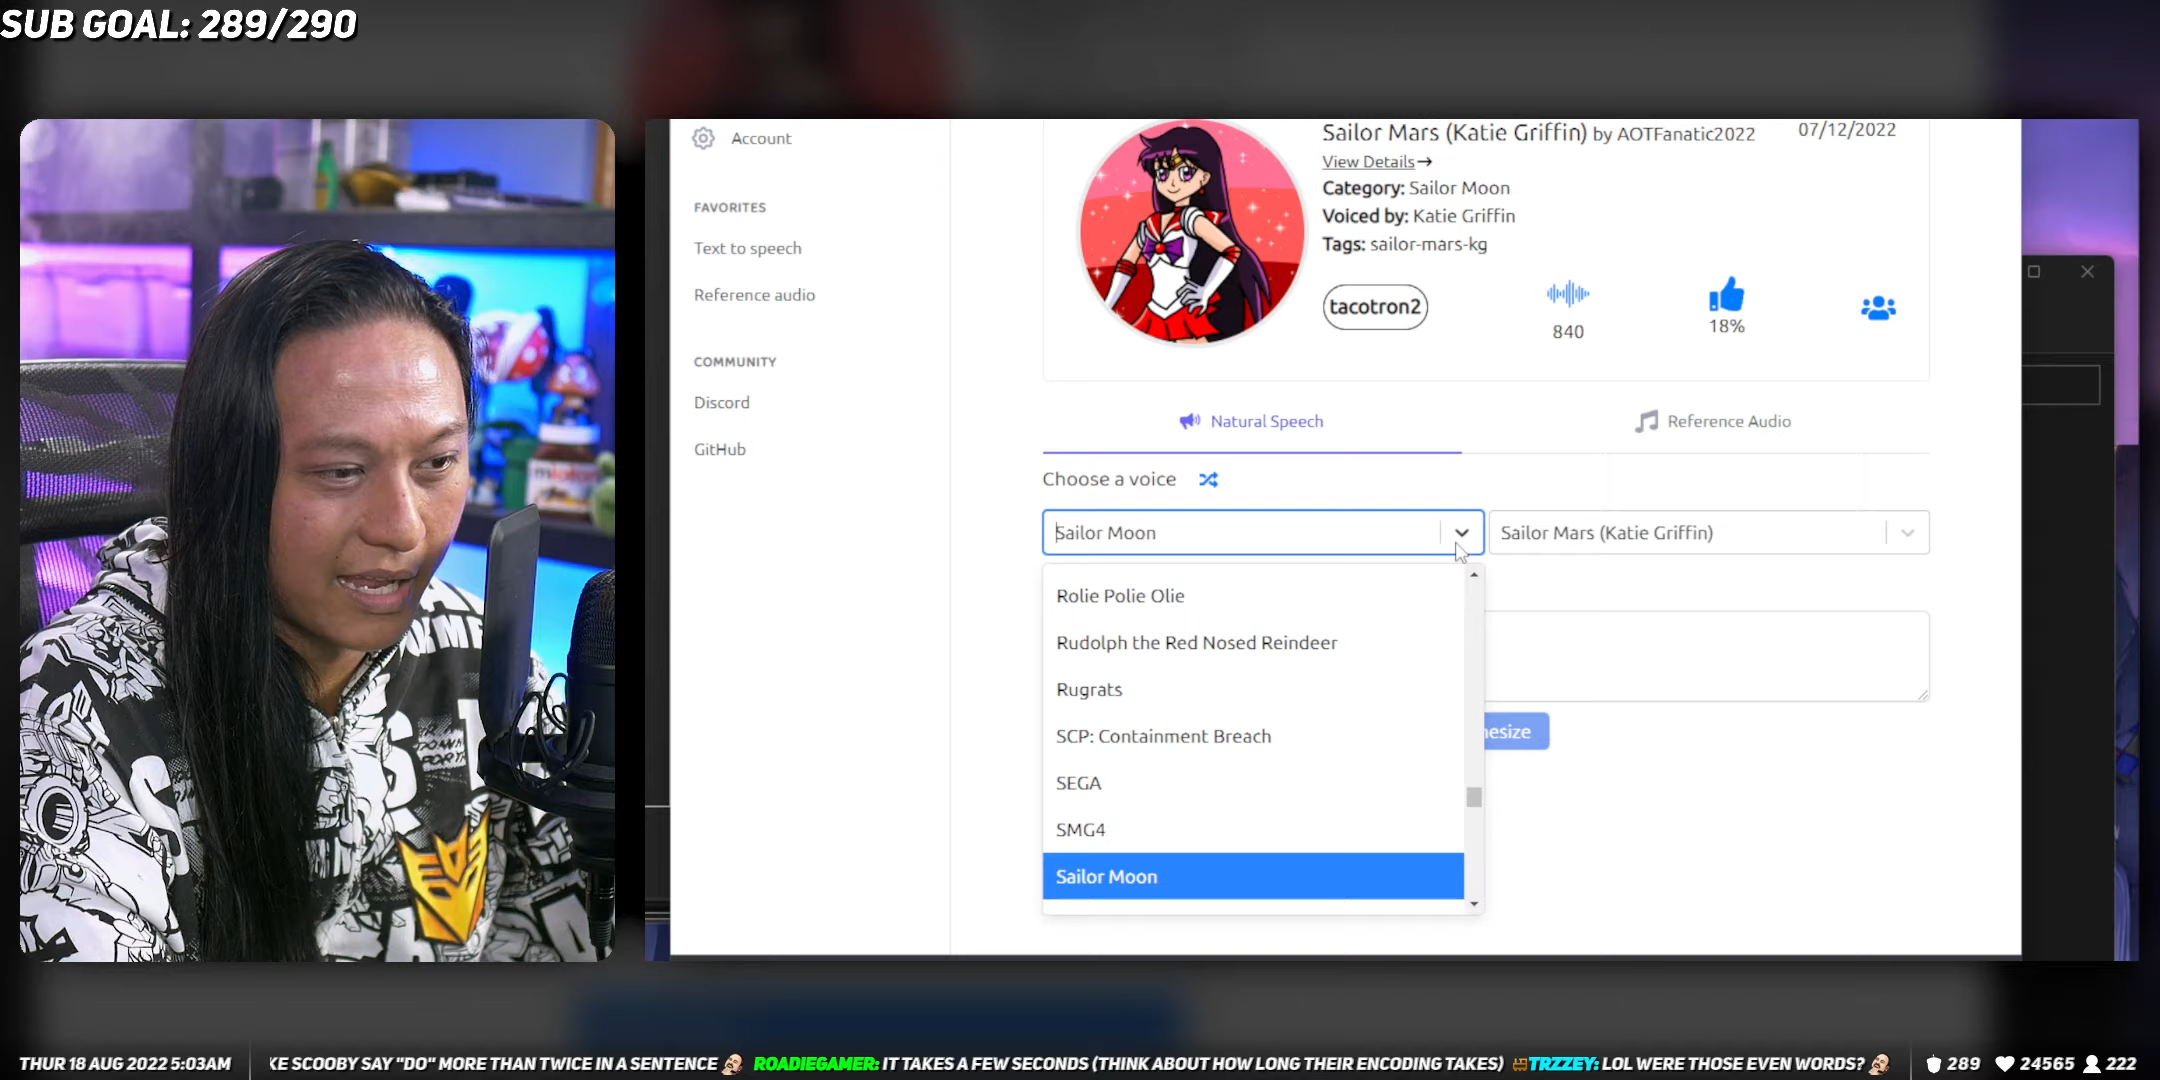 SUB GOAL: 289/290
Account
FAVORITES
Text to speech
Reference audio
COMMUNITY
Discord
GitHub
Sailor Mars (Katie Griffin) by AOTFanatic2022
07/12/2022
View Details→
Category: Sailor Moon
Voiced by: Katie Griffin
Tags: sailor-mars-kg
tacotron2
840
18%
Natural Speech
Reference Audio
Choose a voice
Sailor Moon
Sailor Mars (Katie Griffin)
Rolie Polie Olie
Rudolph the Red Nosed Reindeer
Rugrats
SCP: Containment Breach
SEGA
SMG4
Sailor Moon
hesize
THUR 18 AUG 2022 5:03AM
KE SCOOBY SAY "DO" MORE THAN TWICE IN A SENTENCE ROADIEGAMER: IT TAKES A FEW SECONDS (THINK ABOUT HOW LONG THEIR ENCODING TAKES) TRZZEY: LOL WERE THOSE EVEN WORDS?
289 24565 222